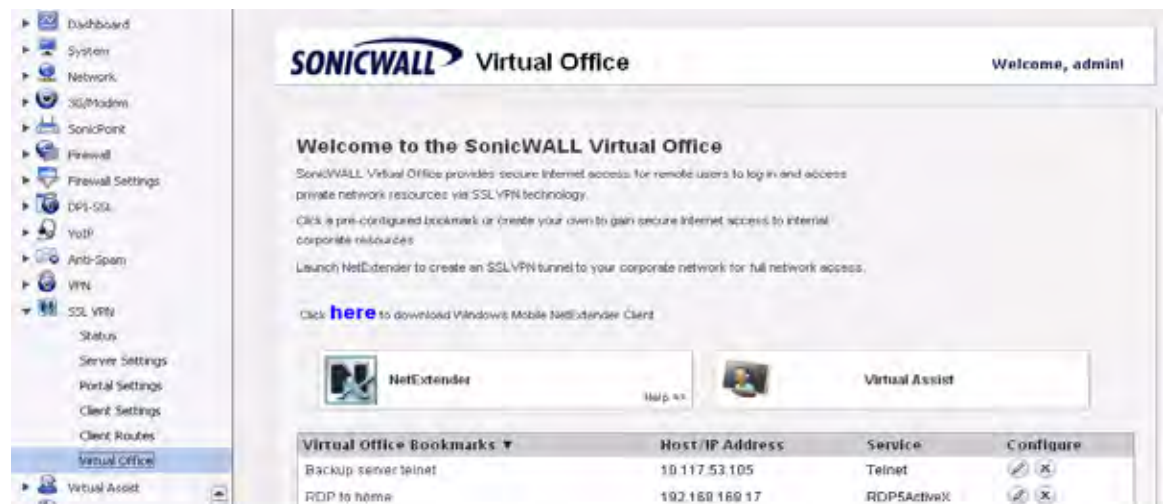 Dashboard
System
Network
3G/Modem
SonicPoint
Firewall
Firewall Settings
DPI-SSL
VoIP
Anti-Spam
VPN
SSL VPN
Status
Server Settings
Portal Settings
Client Settings
Client Routes
Virtual Office
Virtual Assist
SONICWALL Virtual Office
Welcome, admin!
Welcome to the SonicWALL Virtual Office
SonicWALL Virtual Office provides secure Internet access for remote users to log in and access
private network resources via SSL VPN technology.
Click a pre-configured bookmark or create your own to gain secure Internet access to internal
corporate resources
Launch NetExtender to create an SSL VPN tunnel to your corporate network for full network access.
Click here to download Windows Mobile NetExtender Client
NetExtender
Help >>
Virtual Assist
Virtual Office Bookmarks ▼ Host/IP Address Service Configure
Backup server telnet 10.117.53.105 Telnet
RDP to home 192.168.169.17 RDP5ActiveX